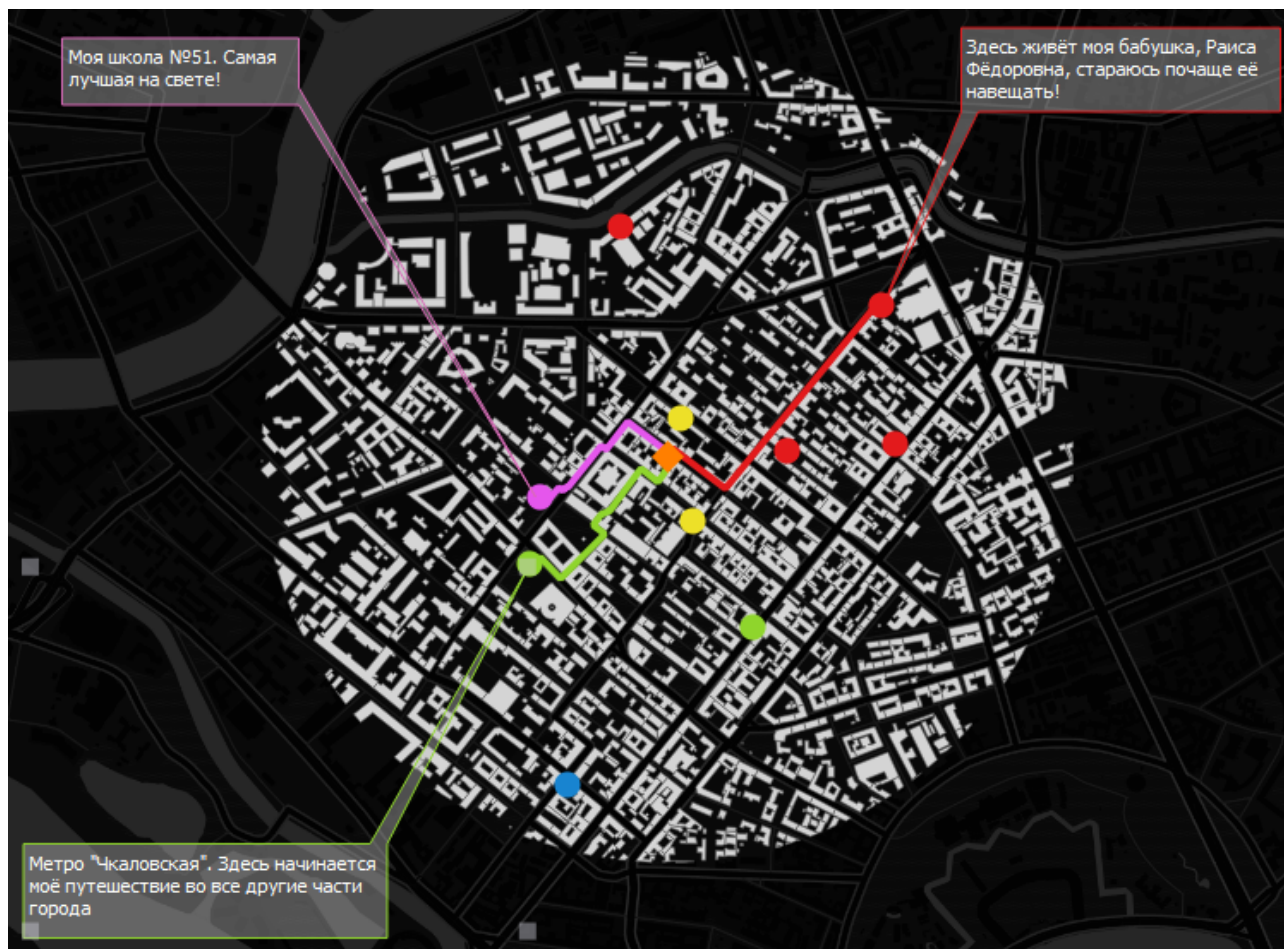 Моя школа №51. Самая
лучшая на свете!
Здесь живёт моя бабушка, Раиса
Фёдоровна, стараюсь почаще её
навещать!
Метро "Чкаловская". Здесь начинается
моё путешествие во все другие части
города